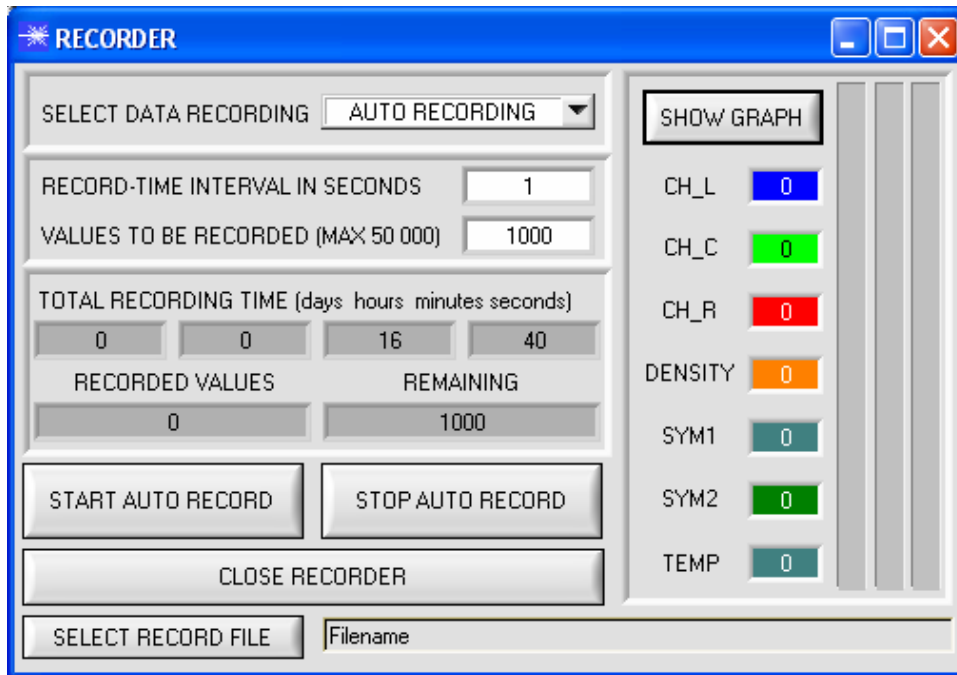 RECORDER
SELECT DATA RECORDING AUTO RECORDING
RECORD-TIME INTERVAL IN SECONDS 1
VALUES TO BE RECORDED (MAX 50 000) 1000
TOTAL RECORDING TIME (days hours minutes seconds)
0 0 16 40
RECORDED VALUES REMAINING
0 1000
START AUTO RECORD STOP AUTO RECORD
CLOSE RECORDER
SELECT RECORD FILE Filename
SHOW GRAPH
CH_L 0
CH_C 0
CH_R 0
DENSITY 0
SYM1 0
SYM2 0
TEMP 0